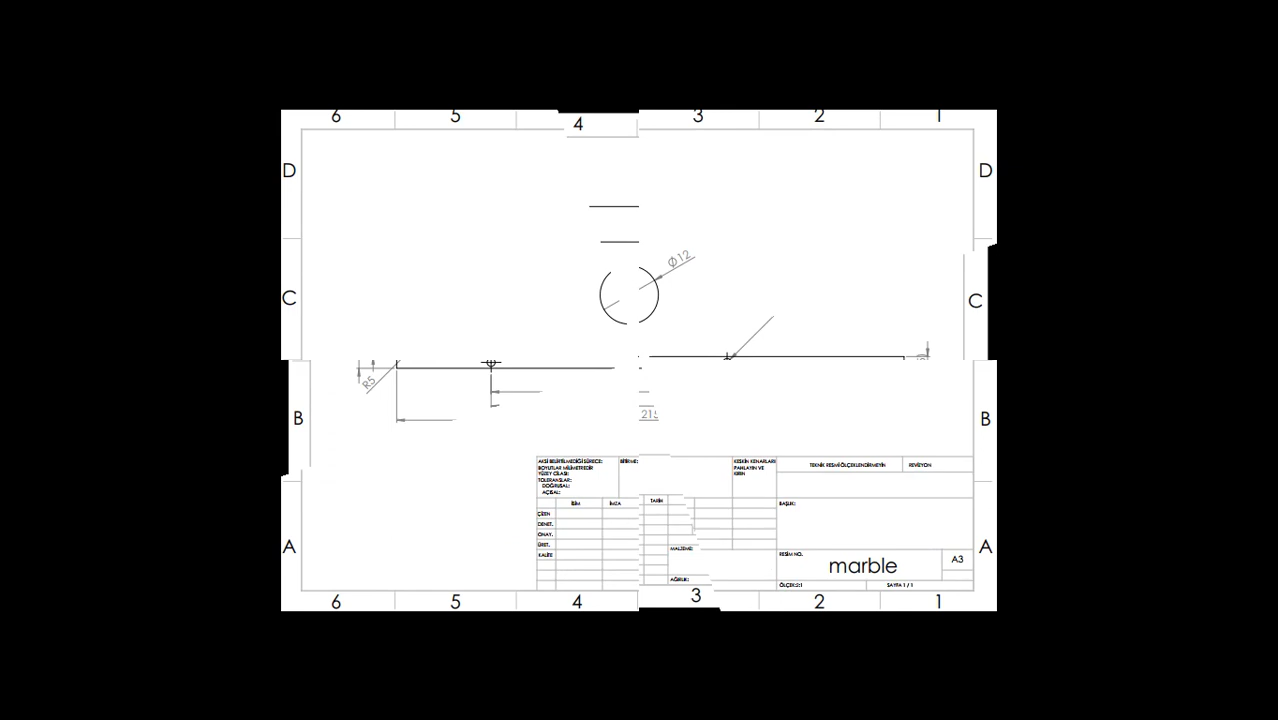 6 5 4 3 2 1
D D
Ø12
C C
R5
B B
AKSİ BELİRTİLMEDİĞİ SÜRECE:
BOYUTLAR MİLİMETREDİR
YÜZEY CİLASI:
TOLERANSLAR:
DOĞRUSAL:
AÇISAL:
BİTİRME:
KESKİN KENARLARI
PAHLAYIN VE
KIRIN
TEKNİK RESMİ ÖLÇEKLENDİRMEYİN
REVİZYON
İSİM İMZA TARİH
BAŞLIK:
ÇİZEN
DENET.
ONAY.
ÜRET.
KALİTE
MALZEME:
RESİM NO.
marble
A3
AĞIRLIK:
ÖLÇEK:2:1
SAYFA 1 / 1
A A
6 5 4 3 2 1